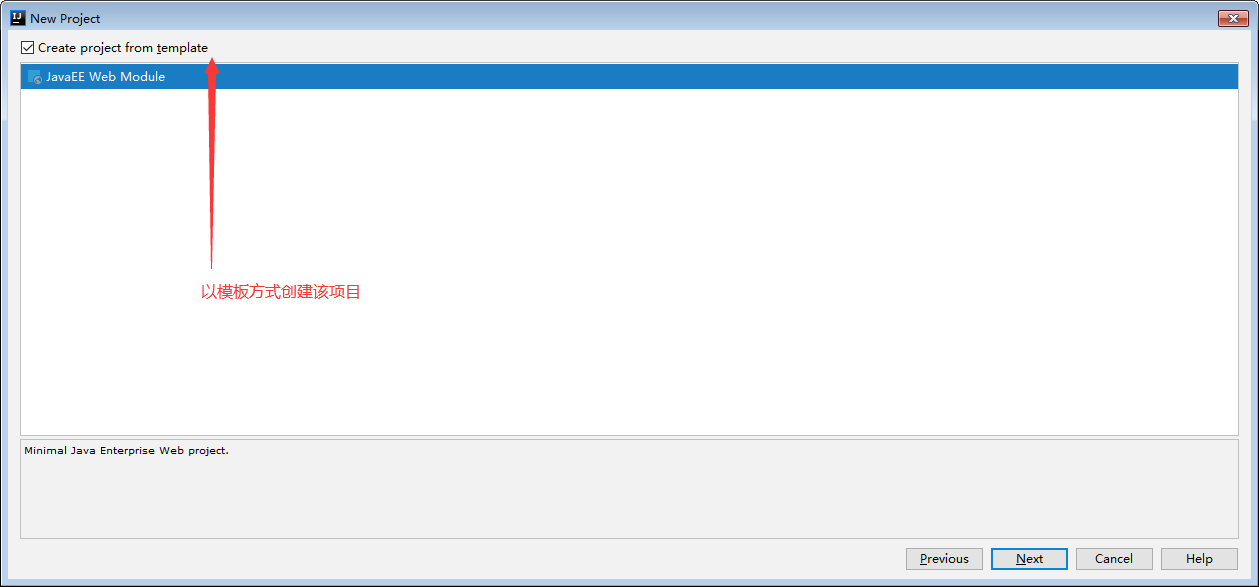 New Project
Create project from template
JavaEE Web Module
以模板方式创建该项目
Minimal Java Enterprise Web project.
Previous Next Cancel Help